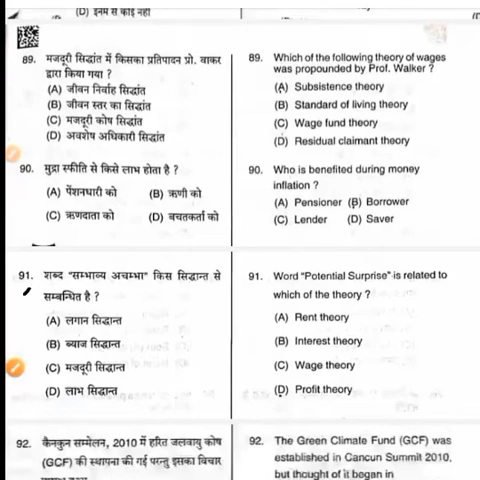 (D) इनमें से कोई नहीं
89. मजदूरी सिद्धांत में किसका प्रतिपादन प्रो. वाकर
द्वारा किया गया ?
(A) जीवन निर्वाह सिद्धांत
(B) जीवन स्तर का सिद्धांत
(C) मजदूरी कोष सिद्धांत
(D) अवशेष अधिकारी सिद्धांत
90. मुद्रा स्फीति से किसे लाभ होता है ?
(A) पेंशनधारी को (B) ऋणी को
(C) ऋणदाता को (D) बचतकर्ता को
91. शब्द "सम्भाव्य अचम्भा" किस सिद्धान्त से
सम्बन्धित है ?
(A) लगान सिद्धान्त
(B) ब्याज सिद्धान्त
(C) मजदूरी सिद्धान्त
(D) लाभ सिद्धान्त
92. कैनकुन सम्मेलन, 2010 में हरित जलवायु कोष
(GCF) की स्थापना की गई परन्तु इसका विचार
89. Which of the following theory of wages
was propounded by Prof. Walker ?
(A) Subsistence theory
(B) Standard of living theory
(C) Wage fund theory
(D) Residual claimant theory
90. Who is benefited during money
inflation ?
(A) Pensioner (B) Borrower
(C) Lender (D) Saver
91. Word "Potential Surprise" is related to
which of the theory ?
(A) Rent theory
(B) Interest theory
(C) Wage theory
(D) Profit theory
92. The Green Climate Fund (GCF) was
established in Cancun Summit 2010,
but thought of it began in